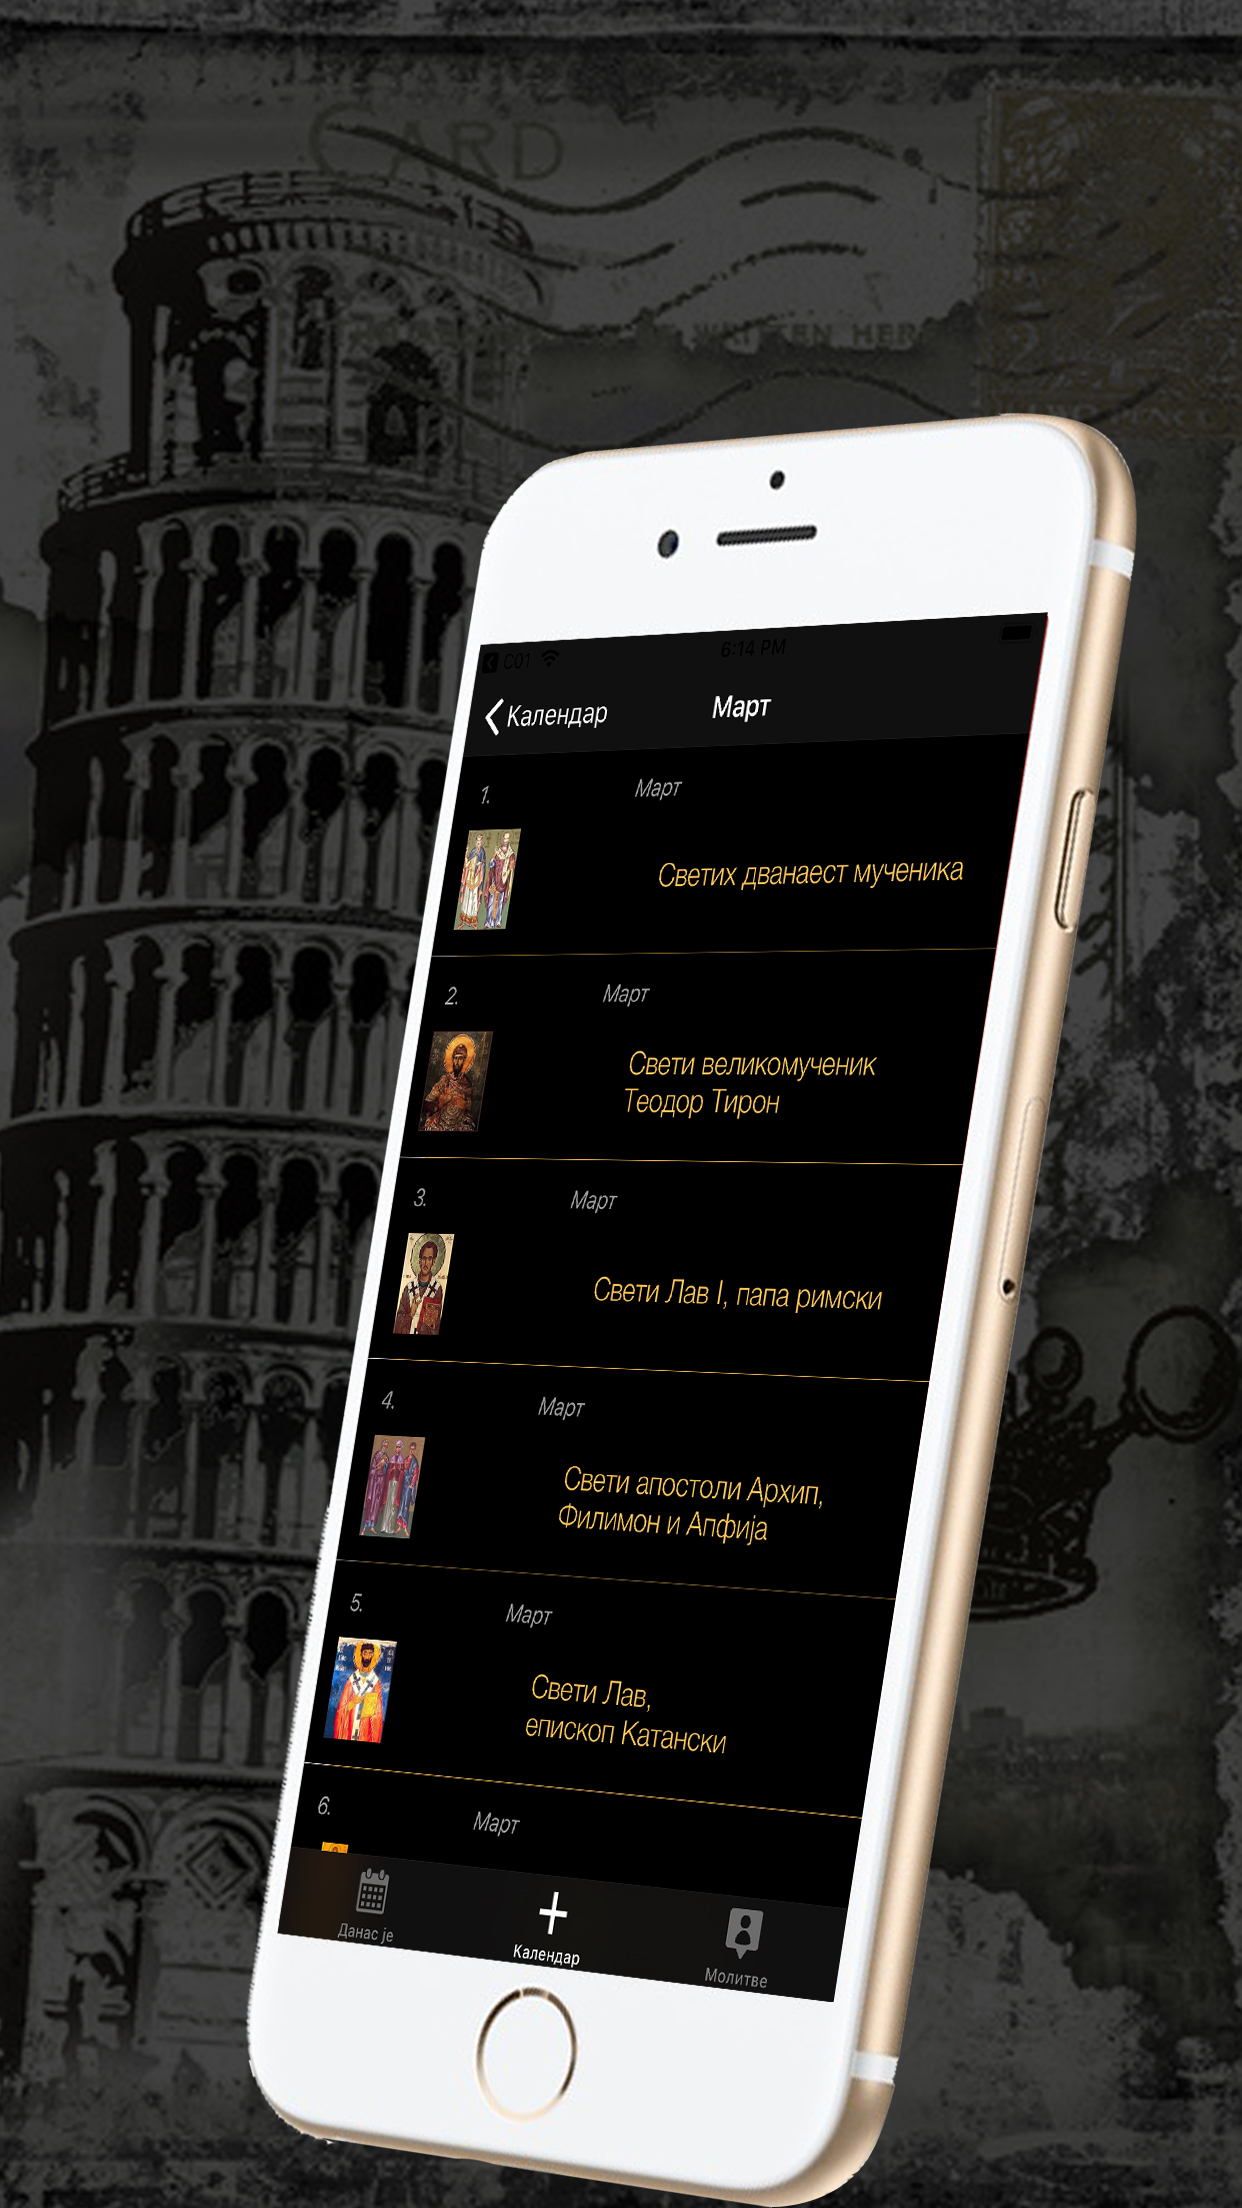 CARD
WRITTEN HER
C01
6:14 PM
Календар
Март
1.
Март
Светих дванаест мученика
2.
Март
Свети великомученик
Теодор Тирон
3.
Март
Свети Лав I, папа римски
4.
Март
Свети апостоли Архип,
Филимон и Апфија
5.
Март
Свети Лав,
епископ Катански
6.
Март
Данас је
Календар
Молитве